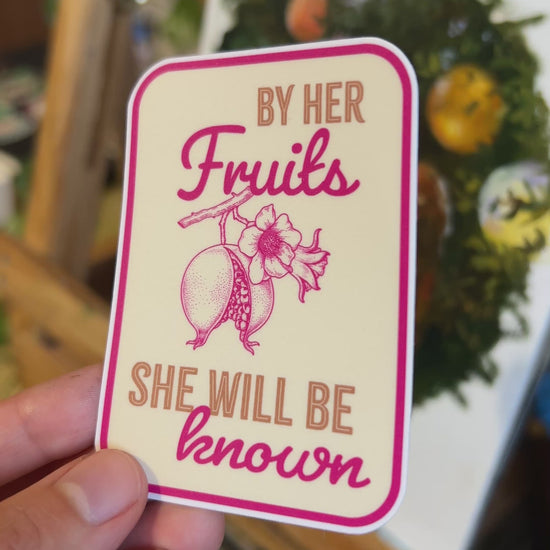 BY HER
Fruits
SHE WILL BE
known